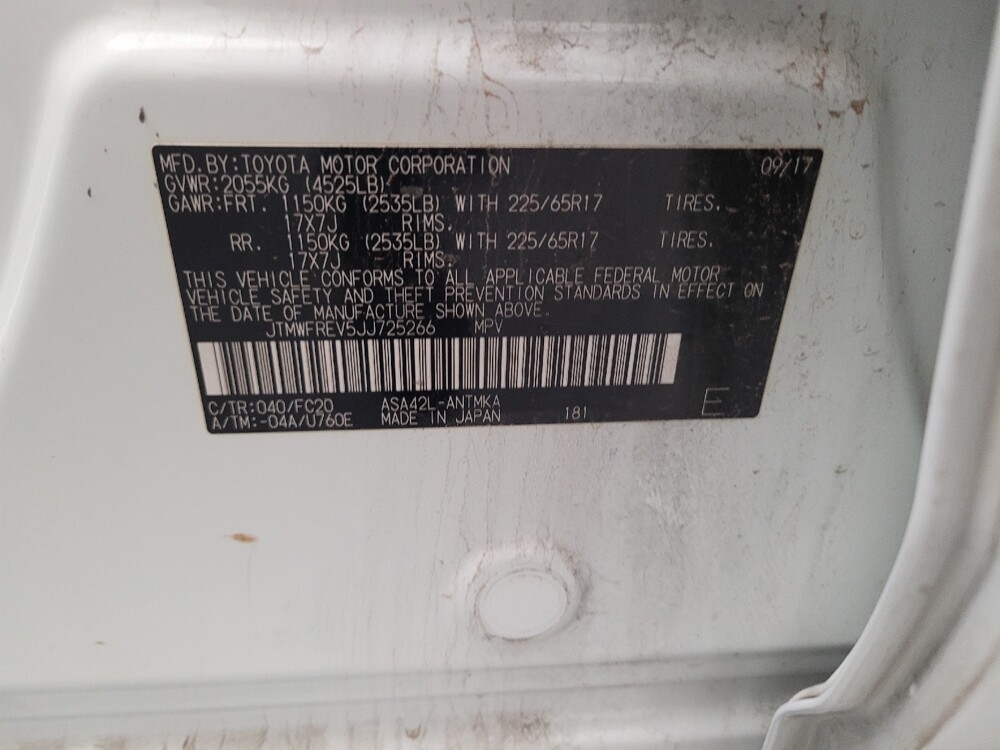 MFD.BY:TOYOTA MOTOR CORPORATION 09/17
GVWR:2055KG (4525LB)
GAWR:FRT. 1150KG (2535LB) WITH 225/65R17 TIRES.
17X7J RIMS.
RR. 1150KG (2535LB) WITH 225/65R17 TIRES.
17X7J RIMS.
THIS VEHICLE CONFORMS TO ALL APPLICABLE FEDERAL MOTOR
VEHICLE SAFETY AND THEFT PREVENTION STANDARDS IN EFFECT ON
THE DATE OF MANUFACTURE SHOWN ABOVE.
JTMWFREV5JJ725266 MPV
C/TR:040/FC20 ASA42L-ANTMKA 181 E
A/TM:-04A/U760E MADE IN JAPAN